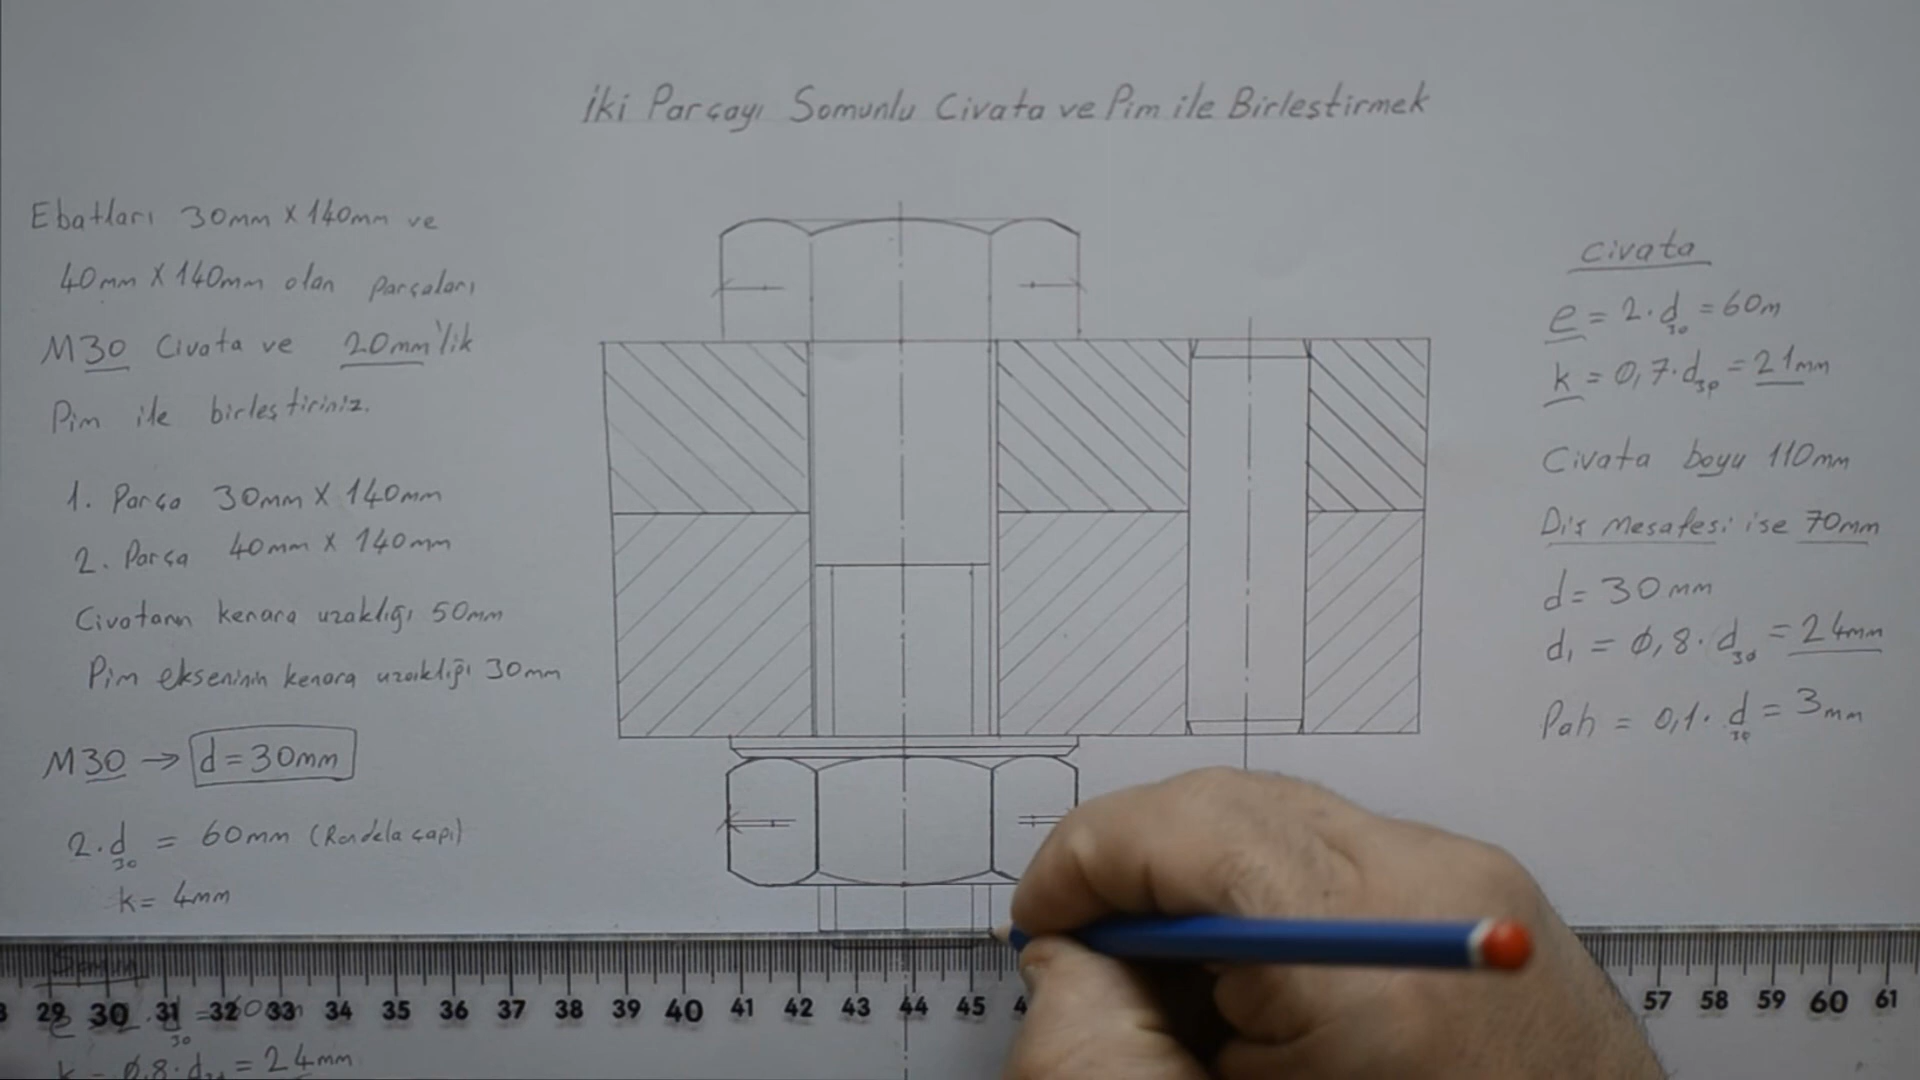 İki Parçayı Somunlu Civata ve Pim ile Birleştirmek
Ebatları 30mm X 140mm ve
40mm X 140mm olan parçaları
M30 Civata ve 20mm'lik
Pim ile birleştiriniz.
1. Parça 30mm X 140mm
2. Parça 40mm X 140mm
Civatanın kenara uzaklığı 50mm
Pim ekseninin kenara uzaklığı 30mm
M30 → d=30mm
2.d = 60mm (Rondela çapı)
30
k= 4mm
Somun
k = 0,8.d30 = 24mm
civata
e = 2.d = 60m
30
k = 0,7.d30 = 21mm
Civata boyu 110mm
Diş Mesafesi ise 70mm
d= 30mm
d1 = 0,8.d30 = 24mm
Pah = 0,1.d = 3mm
30
29 30 31 32 33 34 35 36 37 38 39 40 41 42 43 44 45 57 58 59 60 61